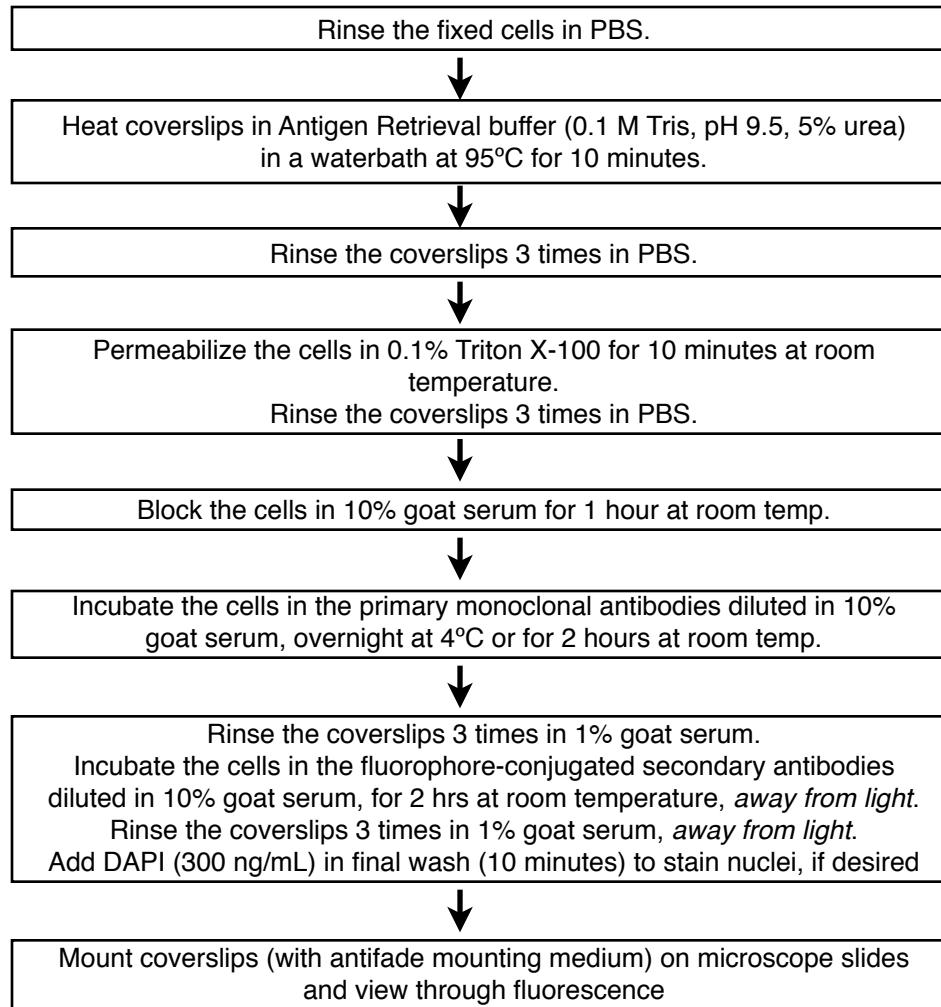 Rinse the fixed cells in PBS.
Heat coverslips in Antigen Retrieval buffer (0.1 M Tris, pH 9.5, 5% urea)
in a waterbath at 95ºC for 10 minutes.
Rinse the coverslips 3 times in PBS.
Permeabilize the cells in 0.1% Triton X-100 for 10 minutes at room
temperature.
Rinse the coverslips 3 times in PBS.
Block the cells in 10% goat serum for 1 hour at room temp.
Incubate the cells in the primary monoclonal antibodies diluted in 10%
goat serum, overnight at 4ºC or for 2 hours at room temp.
Rinse the coverslips 3 times in 1% goat serum.
Incubate the cells in the fluorophore-conjugated secondary antibodies
diluted in 10% goat serum, for 2 hrs at room temperature, away from light.
Rinse the coverslips 3 times in 1% goat serum, away from light.
Add DAPI (300 ng/mL) in final wash (10 minutes) to stain nuclei, if desired
Mount coverslips (with antifade mounting medium) on microscope slides
and view through fluorescence